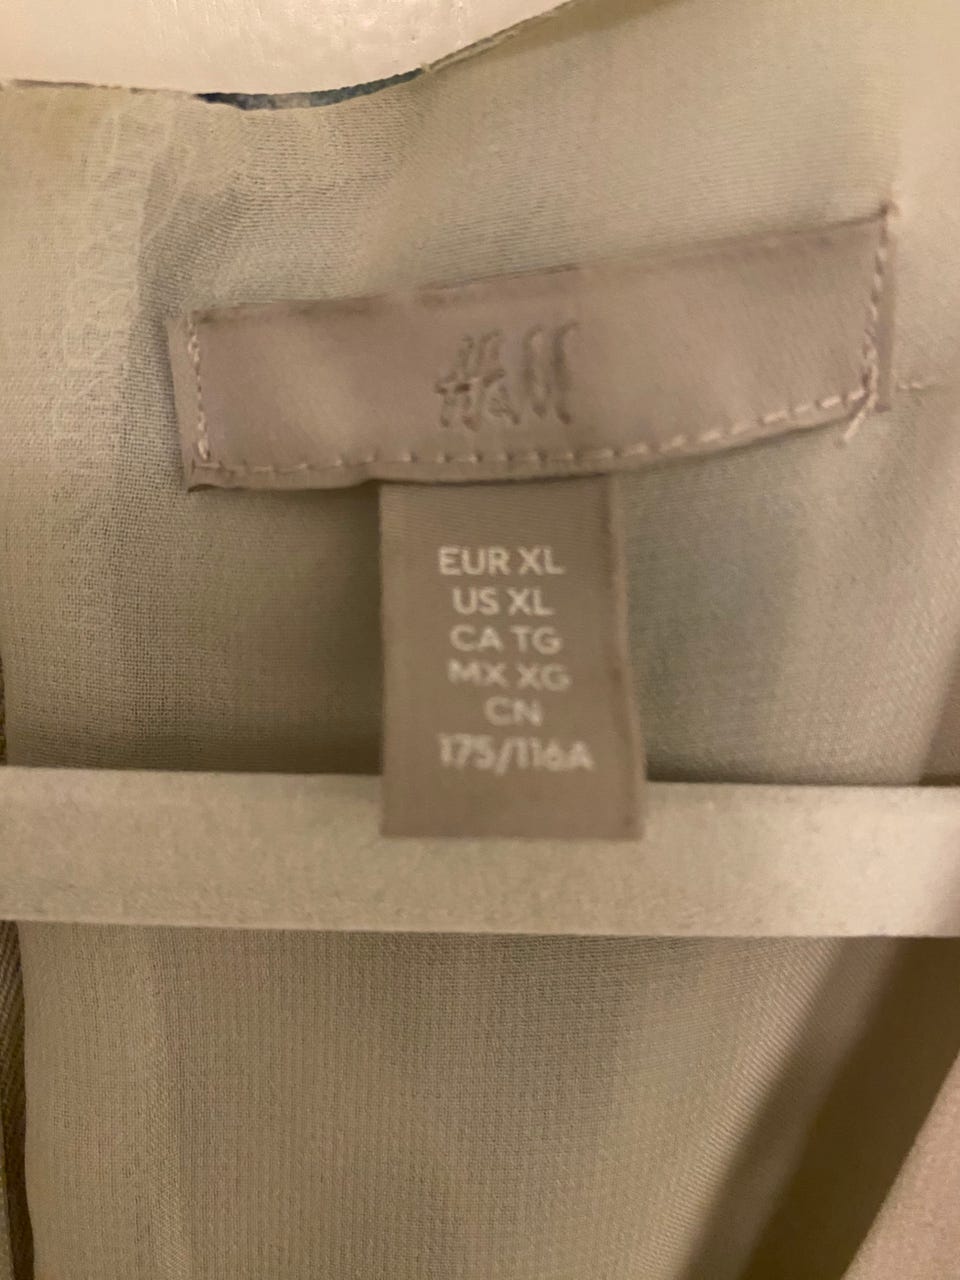 H&M
EUR XL
US XL
CA TG
MX XG
CN
175/116A